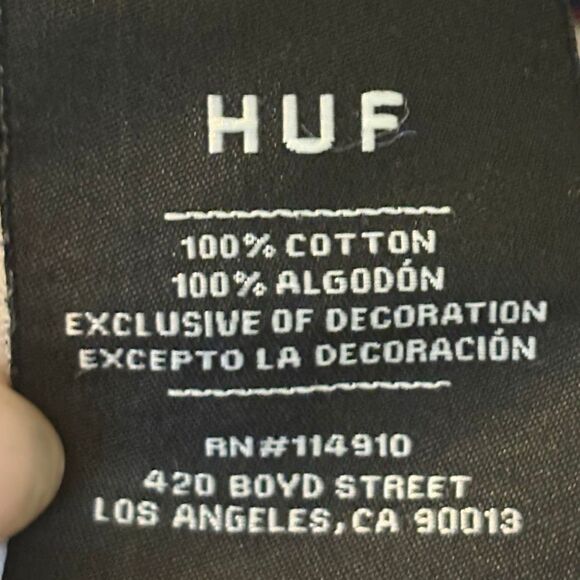 HUF
100% COTTON
100% ALGODÓN
EXCLUSIVE OF DECORATION
EXCEPTO LA DECORACIÓN
RN#114910
420 BOYD STREET
LOS ANGELES, CA 90013